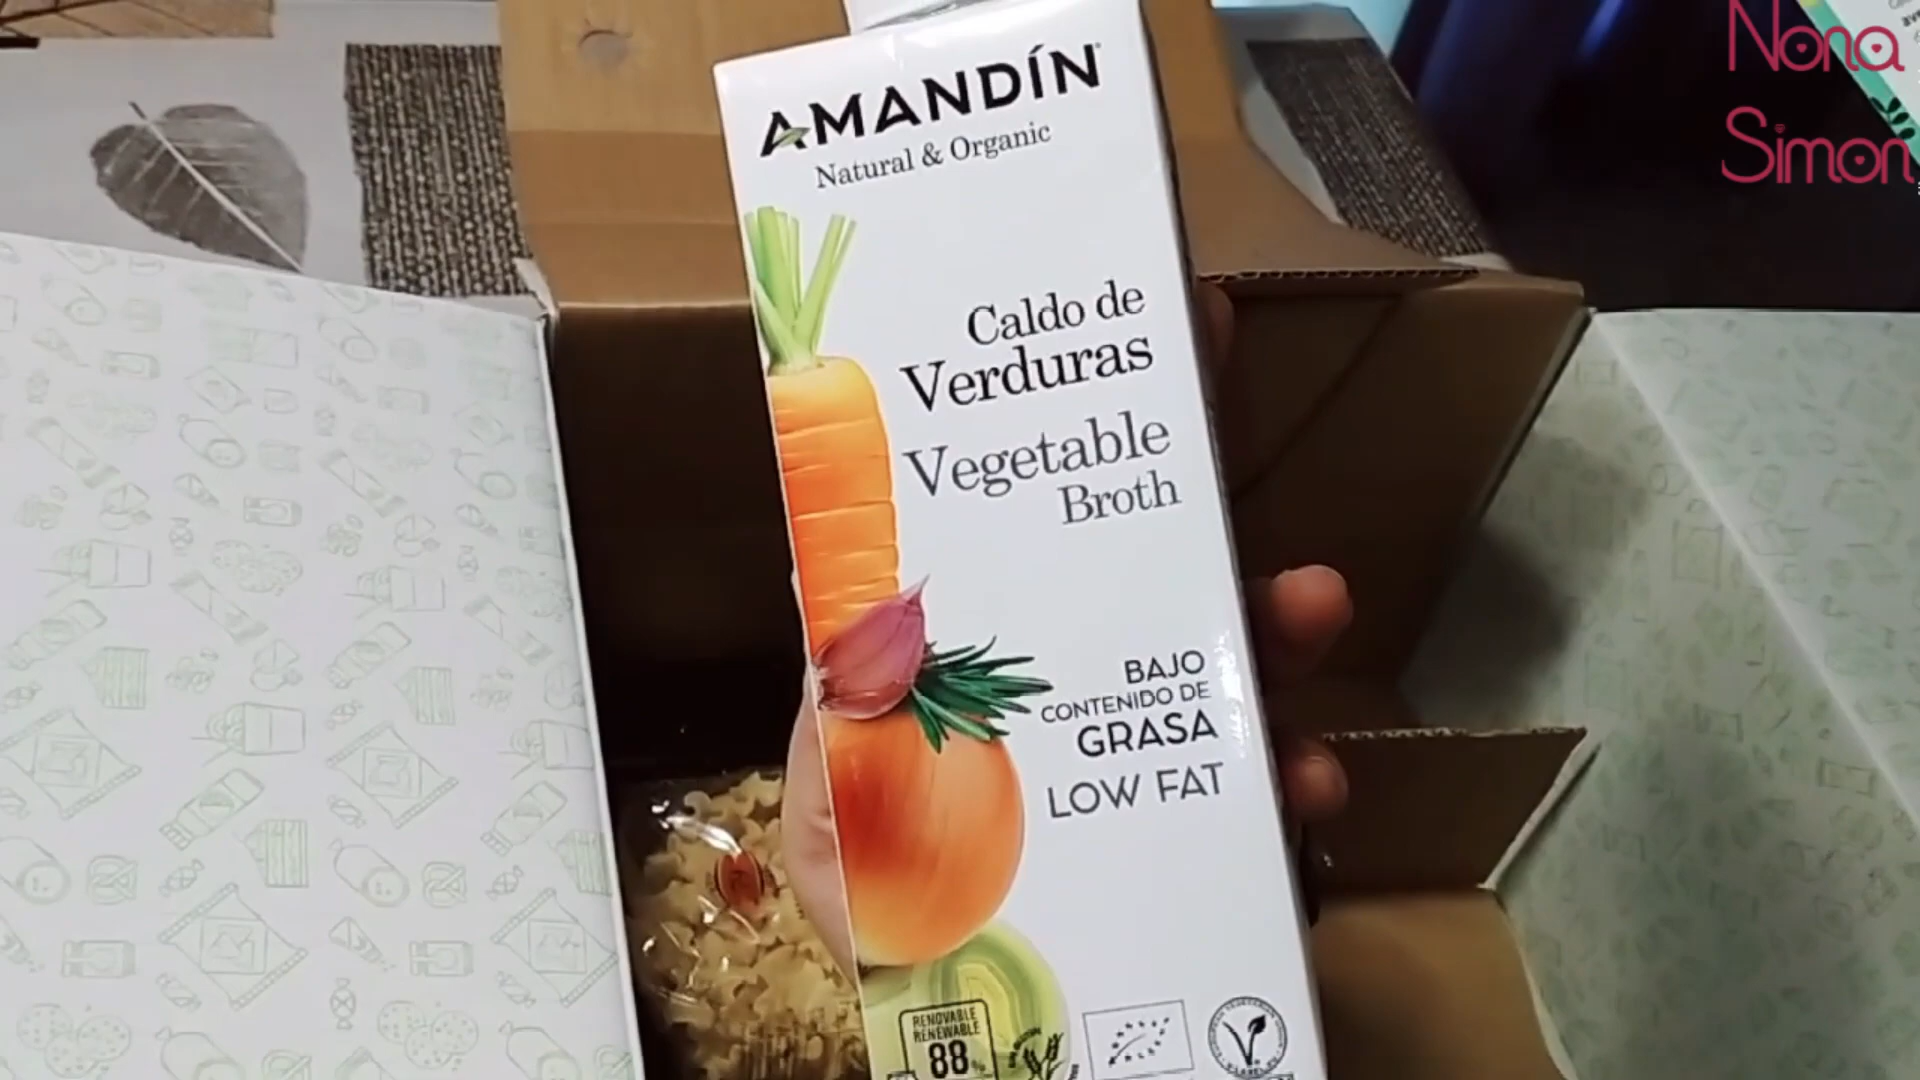 Nona
Simon
AMANDÍN
Natural & Organic
Caldo de
Verduras
Vegetable
Broth
BAJO
CONTENIDO DE
GRASA
LOW FAT
RENOVABLE
RENEWABLE
88%